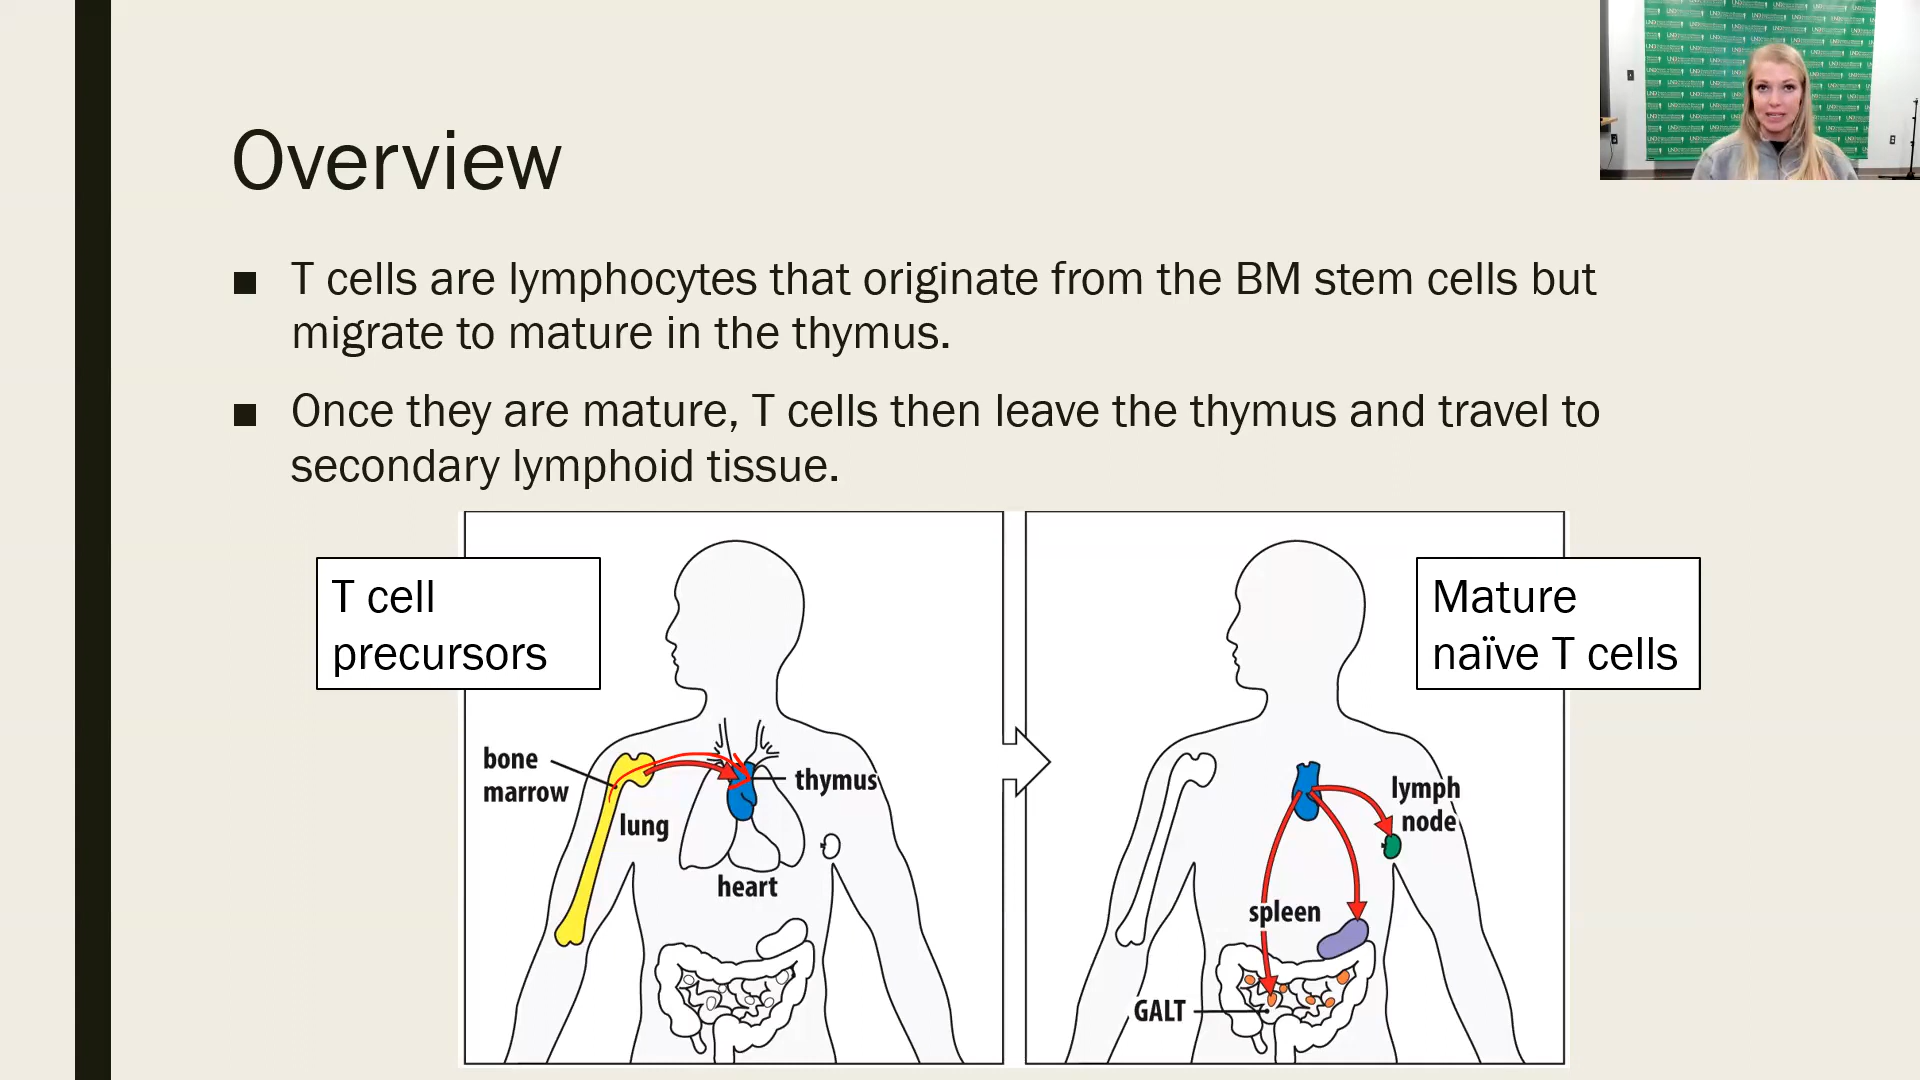 Overview
■ T cells are lymphocytes that originate from the BM stem cells but
migrate to mature in the thymus.
■ Once they are mature, T cells then leave the thymus and travel to
secondary lymphoid tissue.
T cell
precursors
bone
marrow
lung
thymus
heart
Mature
naïve T cells
lymph
node
spleen
GALT